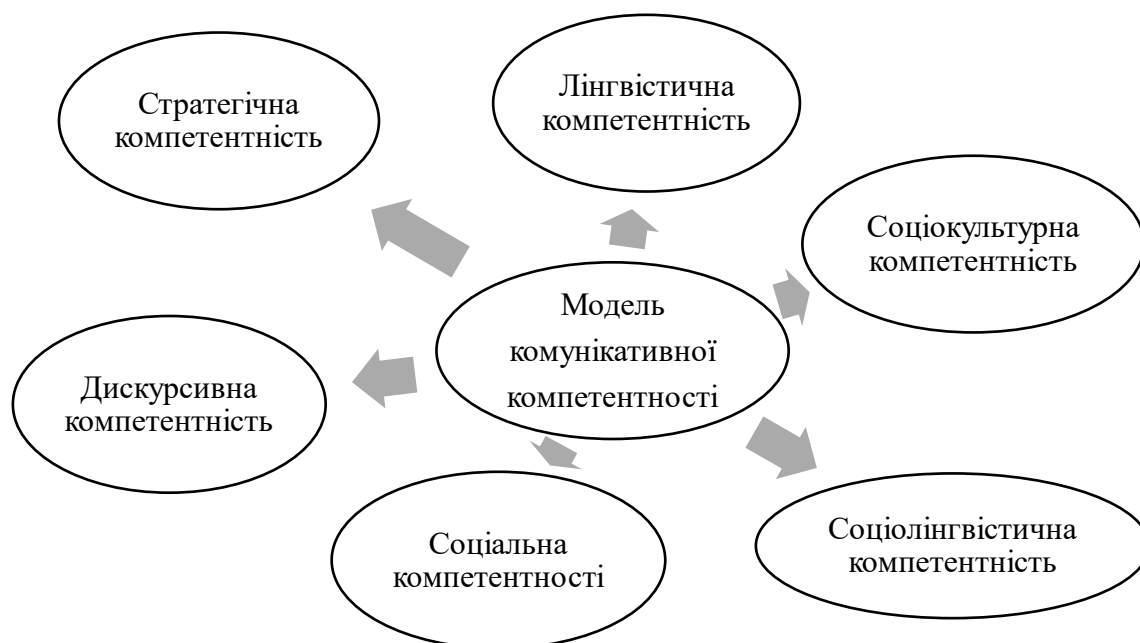 Стратегічна
компетентність
Лінгвістична
компетентність
Соціокультурна
компетентність
Модель
комунікативної
компетентності
Дискурсивна
компетентність
Соціальна
компетентності
Соціолінгвістична
компетентність